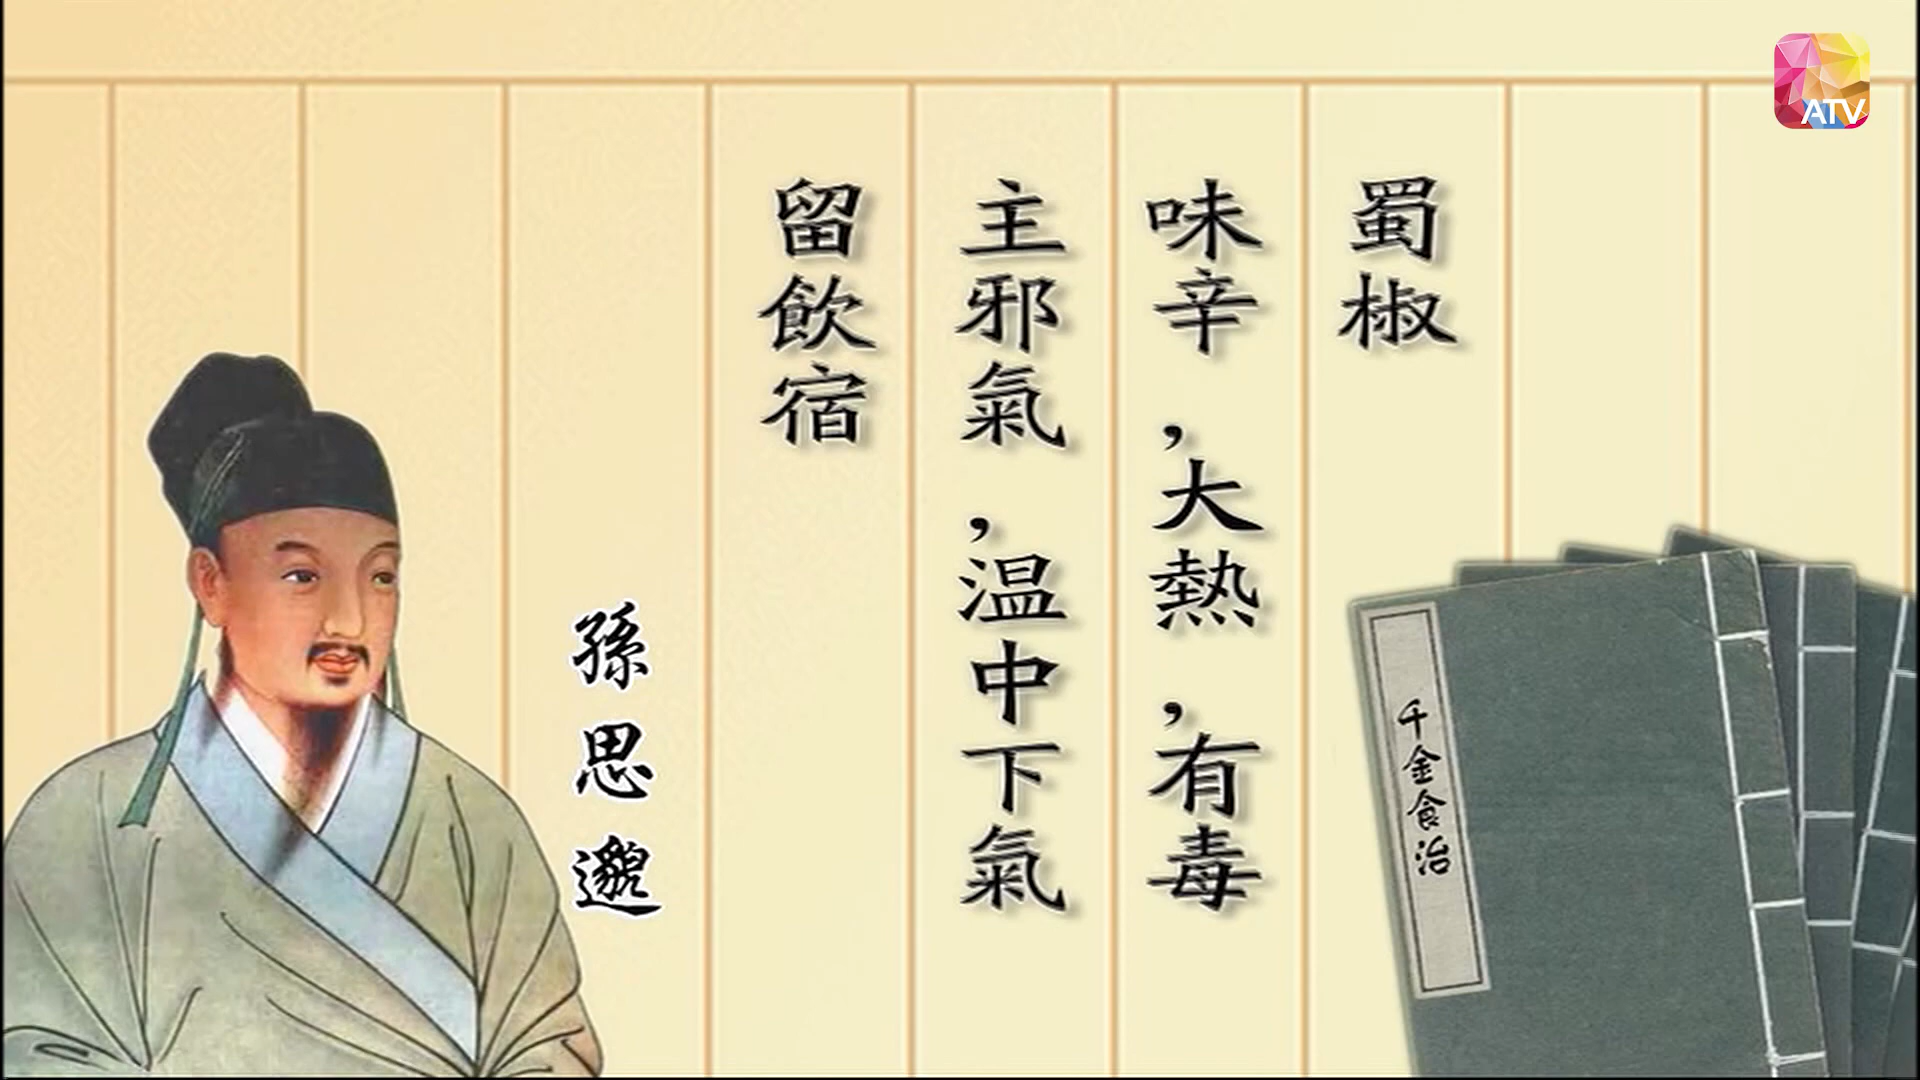 蜀椒
味辛,大熱,有毒
主邪氣,温中下氣
留飲宿
孫思邈
千金食治
ATV